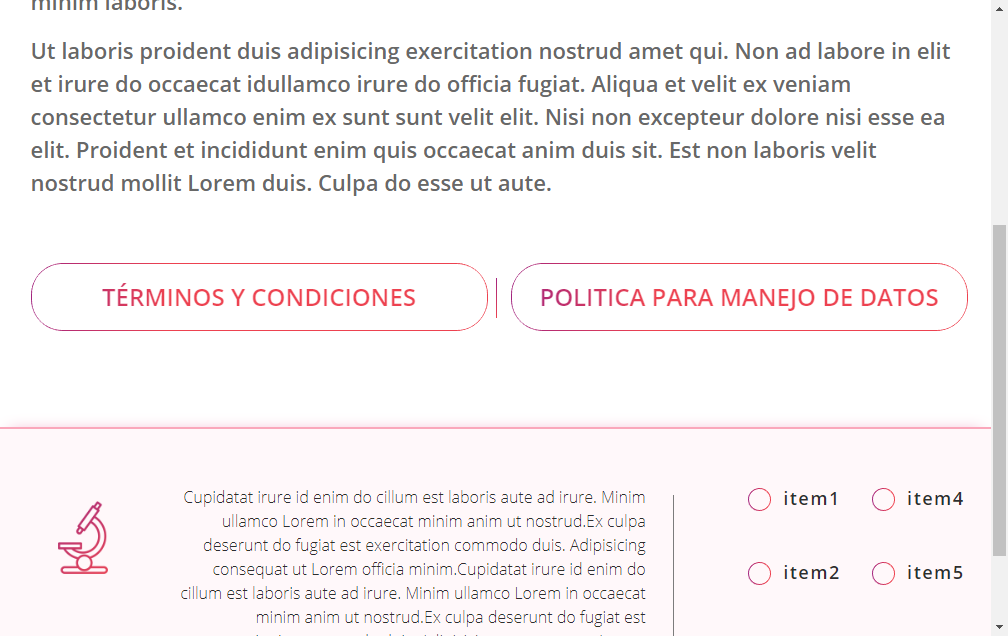 minim laboris.
Ut laboris proident duis adipisicing exercitation nostrud amet qui. Non ad labore in elit
et irure do occaecat idullamco irure do officia fugiat. Aliqua et velit ex veniam
consectetur ullamco enim ex sunt sunt velit elit. Nisi non excepteur dolore nisi esse ea
elit. Proident et incididunt enim quis occaecat anim duis sit. Est non laboris velit
nostrud mollit Lorem duis. Culpa do esse ut aute.
TÉRMINOS Y CONDICIONES
POLITICA PARA MANEJO DE DATOS
Cupidatat irure id enim do cillum est laboris aute ad irure. Minim
ullamco Lorem in occaecat minim anim ut nostrud.Ex culpa
deserunt do fugiat est exercitation commodo duis. Adipisicing
consequat ut Lorem officia minim.Cupidatat irure id enim do
cillum est laboris aute ad irure. Minim ullamco Lorem in occaecat
minim anim ut nostrud.Ex culpa deserunt do fugiat est
item1
item4
item2
item5